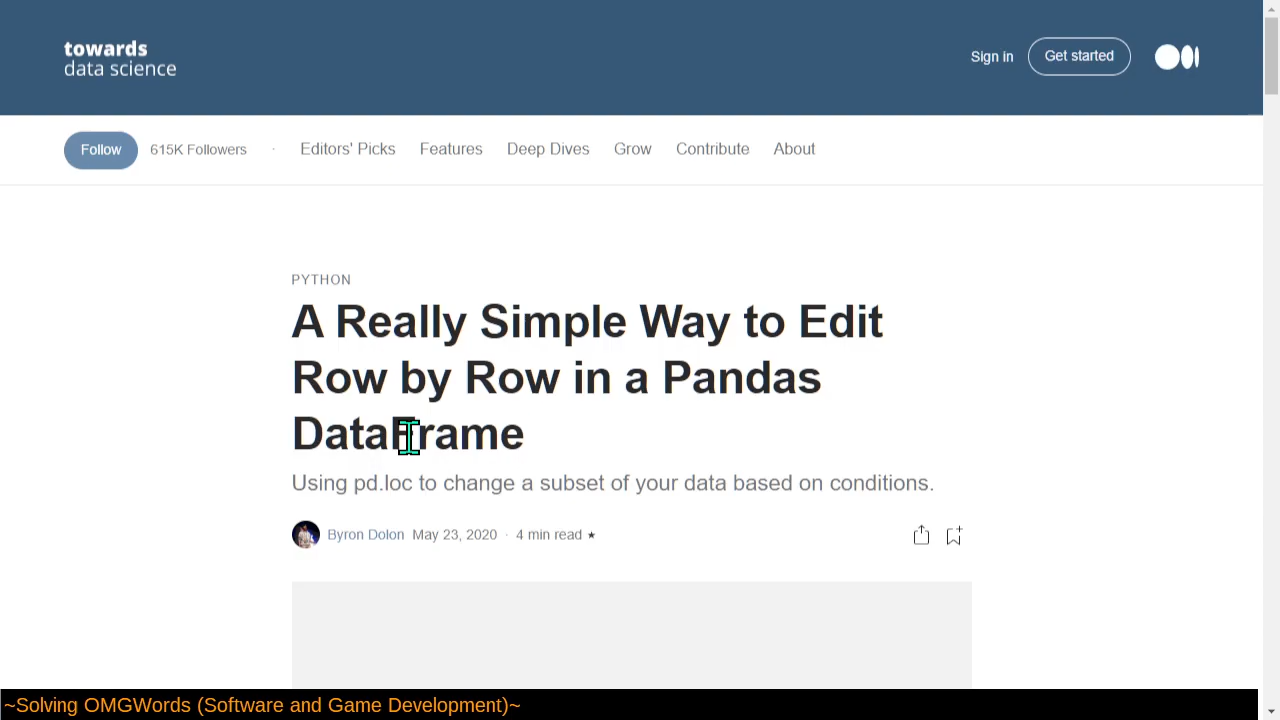 towards
data science
Sign in
Get started
Follow
615K Followers
·
Editors' Picks
Features
Deep Dives
Grow
Contribute
About
PYTHON
A Really Simple Way to Edit
Row by Row in a Pandas
DataFrame
Using pd.loc to change a subset of your data based on conditions.
Byron Dolon May 23, 2020 · 4 min read ★
~Solving OMGWords (Software and Game Development)~